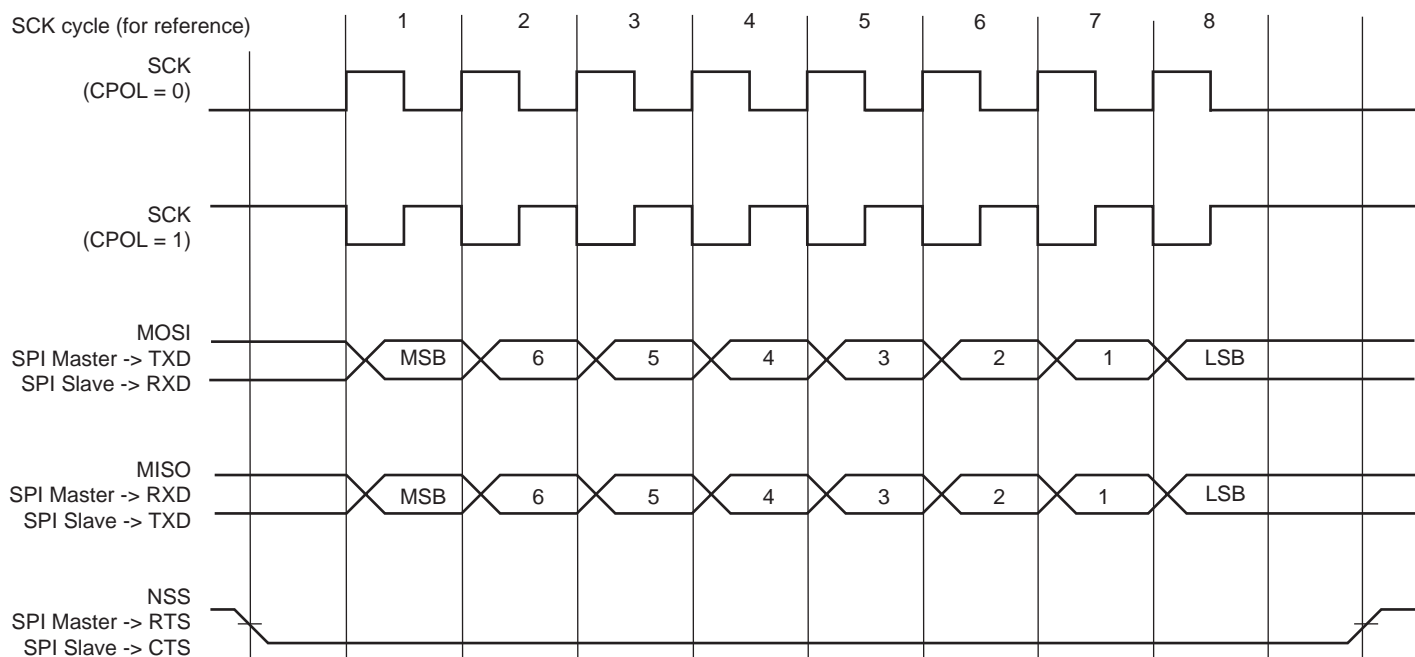 SCK cycle (for reference) 1 2 3 4 5 6 7 8
SCK
(CPOL = 0)
SCK
(CPOL = 1)
MOSI
SPI Master -> TXD
SPI Slave -> RXD
MSB 6 5 4 3 2 1 LSB
MISO
SPI Master -> RXD
SPI Slave -> TXD
MSB 6 5 4 3 2 1 LSB
NSS
SPI Master -> RTS
SPI Slave -> CTS